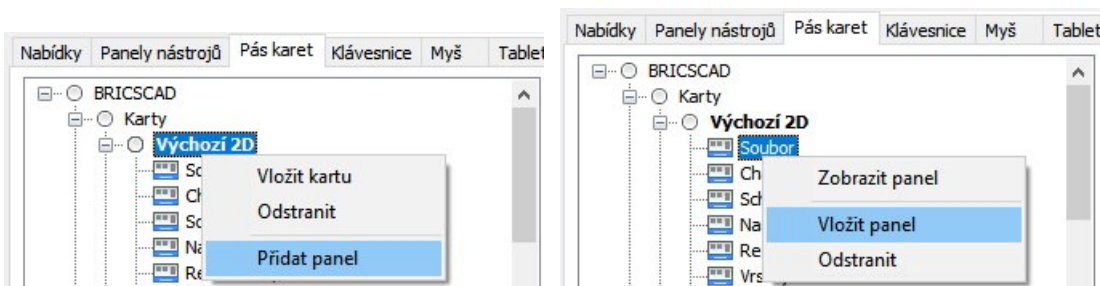 Nabídky Panely nástrojů Pás karet Klávesnice Myš Tablet
BRICSCAD
Karty
Výchozí 2D
Vložit kartu
Odstranit
Přidat panel
Nabídky Panely nástrojů Pás karet Klávesnice Myš Tablet
BRICSCAD
Karty
Výchozí 2D
Soubor
Zobrazit panel
Vložit panel
Odstranit